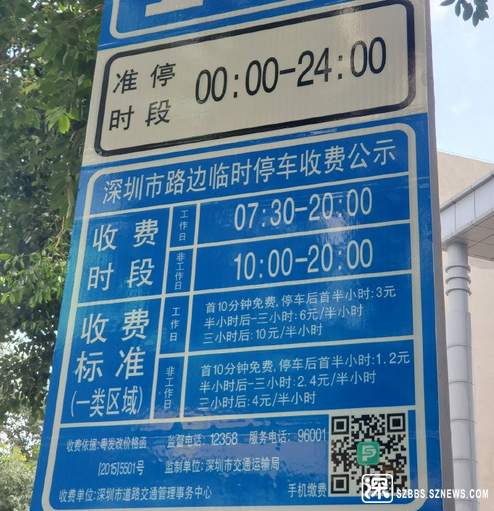 准停时段
00:00-24:00
深圳市路边临时停车收费公示
收费时段
工作日
07:30-20:00
非工作日
10:00-20:00
收费标准
(一类区域)
工作日
首10分钟免费,停车后首半小时:3元
半小时后-三小时:6元/半小时
三小时后:10元/半小时
非工作日
首10分钟免费,停车后首半小时:1.2元
半小时后-三小时:2.4元/半小时
三小时后:4元/半小时
收费依据:粤发改价格函
[2015]5501号
监督电话:12358 服务电话:96001
监制单位:深圳市交通运输局
收费单位:深圳市道路交通管理事务中心
手机缴费
深 SZBBS.SZNEWS.COM